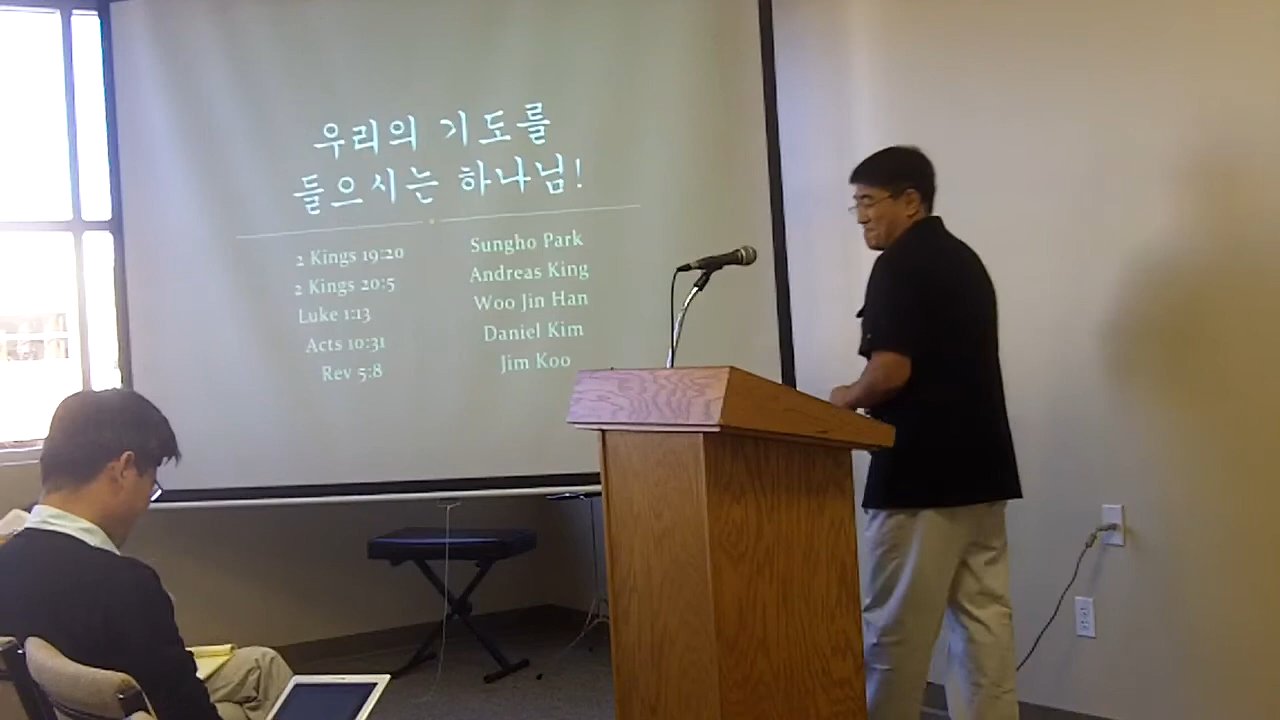 우리의 기도를
들으시는 하나님!
2 Kings 19:20 Sungho Park
2 Kings 20:5 Andreas King
Luke 1:13 Woo Jin Han
Acts 10:31 Daniel Kim
Rev 5:8 Jim Koo